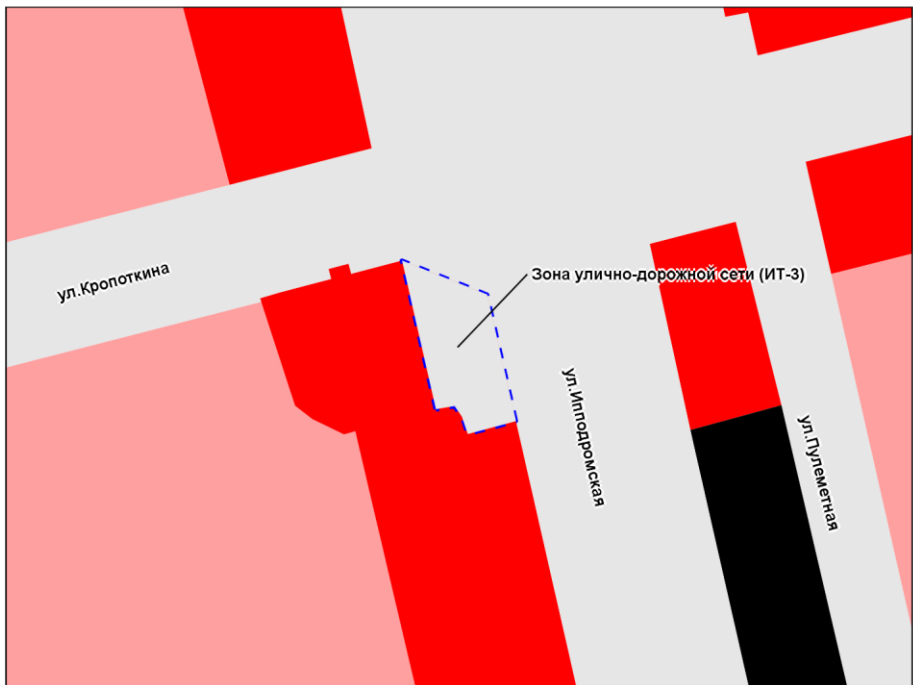 ул.Кропоткина
Зона улично-дорожной сети (ИТ-3)
ул.Ипподромская
ул.Пулеметная